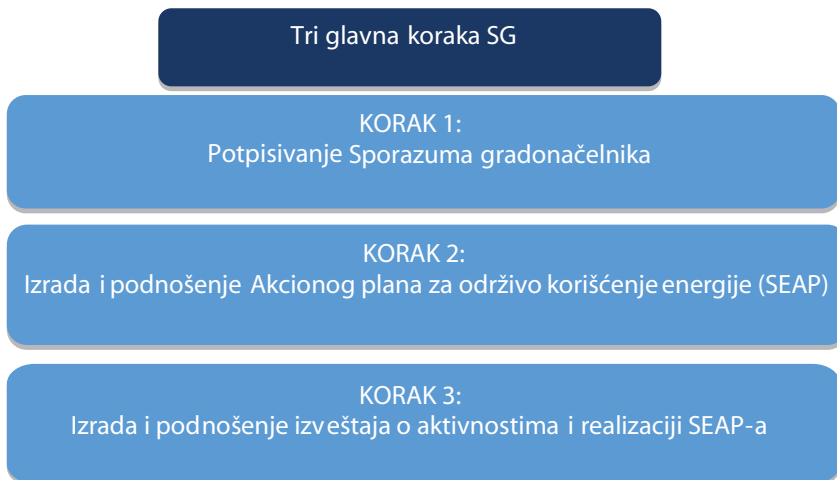 Tri glavna koraka SG
KORAK 1:
Potpisivanje Sporazuma gradonačelnika
KORAK 2:
Izrada i podnošenje Akcionog plana za održivo korišćenje energije (SEAP)
KORAK 3:
Izrada i podnošenje izveštaja o aktivnostima i realizaciji SEAP-a